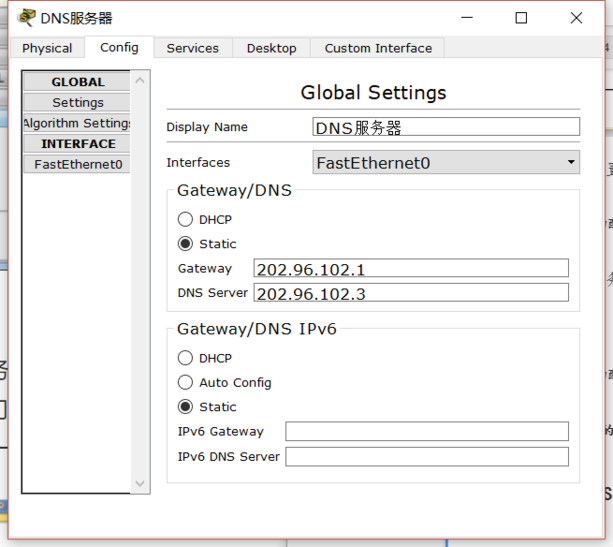 DNS服务器
Physical Config Services Desktop Custom Interface
GLOBAL
Settings
Algorithm Settings
INTERFACE
FastEthernet0
Global Settings
Display Name DNS服务器
Interfaces FastEthernet0
Gateway/DNS
DHCP
Static
Gateway 202.96.102.1
DNS Server 202.96.102.3
Gateway/DNS IPv6
DHCP
Auto Config
Static
IPv6 Gateway
IPv6 DNS Server